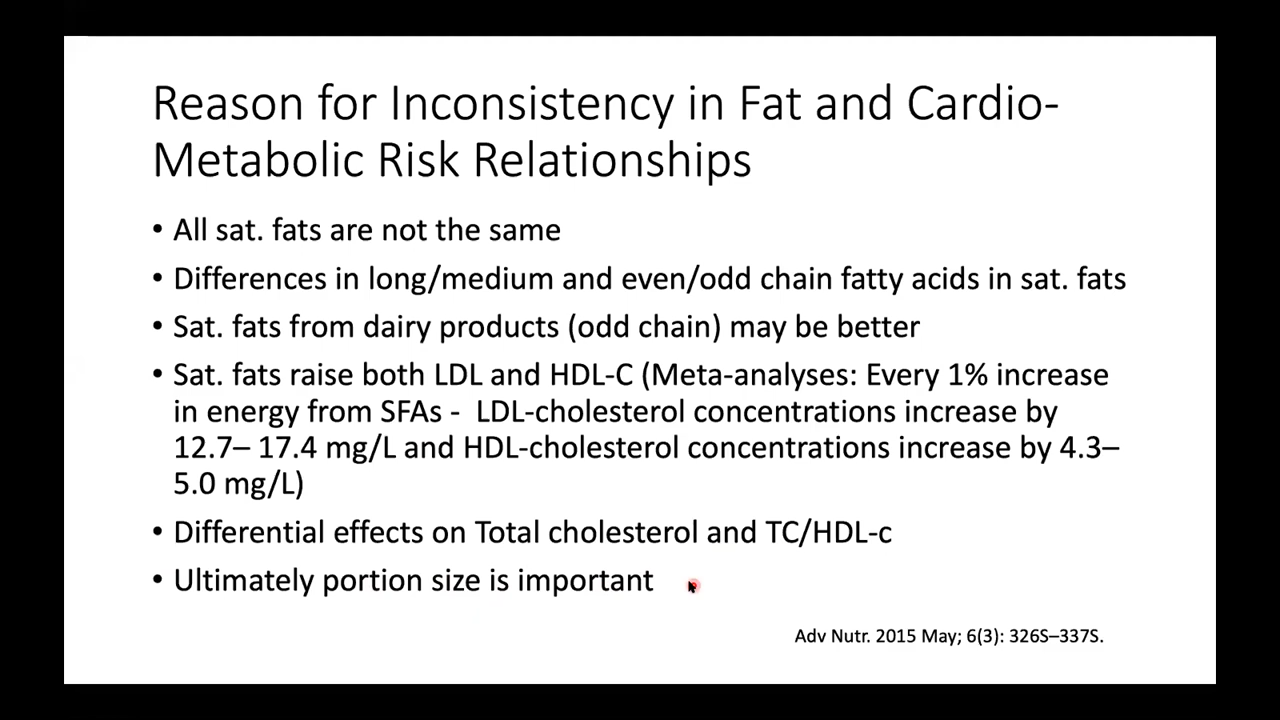 Reason for Inconsistency in Fat and Cardio-
Metabolic Risk Relationships
• All sat. fats are not the same
• Differences in long/medium and even/odd chain fatty acids in sat. fats
• Sat. fats from dairy products (odd chain) may be better
• Sat. fats raise both LDL and HDL-C (Meta-analyses: Every 1% increase
in energy from SFAs - LDL-cholesterol concentrations increase by
12.7– 17.4 mg/L and HDL-cholesterol concentrations increase by 4.3–
5.0 mg/L)
• Differential effects on Total cholesterol and TC/HDL-c
• Ultimately portion size is important
Adv Nutr. 2015 May; 6(3): 326S–337S.